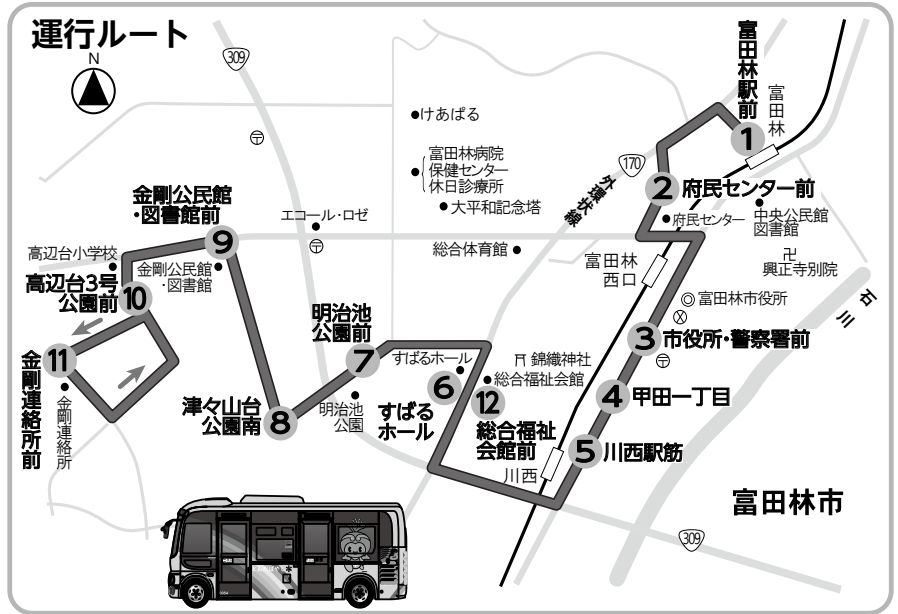 運行ルート
N
309
富田林駅前
1
富田林
けあぱる
富田林病院
保健センター
休日診療所
大平和記念塔
170
外環状線
2
府民センター前
府民センター
中央公民館
図書館
興正寺別院
金剛公民館
・図書館前
エコール・ロゼ
9
総合体育館
富田林
西口
富田林市役所
石川
高辺台小学校
金剛公民館
・図書館
高辺台3号
公園前
10
明治池
公園前
7
すばるホール
錦織神社
総合福祉会館
3
市役所・警察署前
11
金剛連絡所前
金剛連絡所
津々山台
公園南
8
明治池
公園
6
すばる
ホール
12
総合福祉
会館前
4
甲田一丁目
5
川西駅筋
川西
富田林市
309